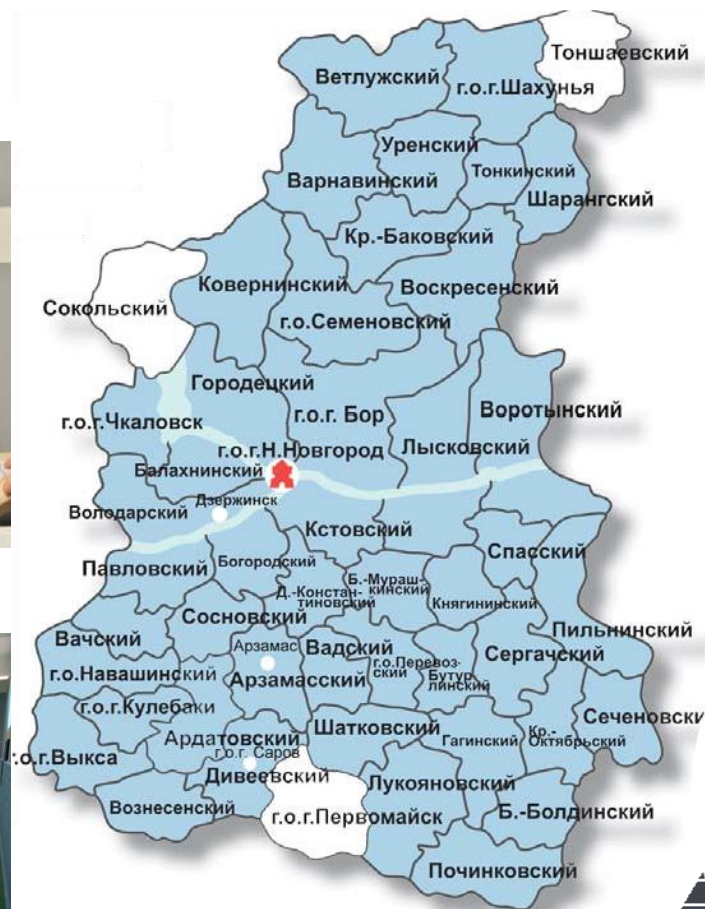 Тоншаевский
Ветлужский
г.о.г.Шахунья
Уренский
Тонкинский
Варнавинский
Шарангский
Кр.-Баковский
Ковернинский
Воскресенский
Сокольский
г.о.Семеновский
Городецкий
Воротынский
г.о.г. Бор
г.о.г.Чкаловск
г.о.г.Н.Новгород
Лысковский
Балахнинский
Дзержинск
Володарский
Кстовский
Спасский
Богородский
Павловский
Б.-Мураш-
кинский
Д.-Констан-
тиновский
Княгининский
Сосновский
Вачский
Пильнинский
Арзамас
Вадский
Сергачский
г.о.Перевоз-
ский
г.о.Навашинский
Арзамасский
Бутур-
линский
г.о.г.Кулебаки
Сеченовски
Шатковский
Ардатовский
Гагинский
Кр.-
Октябрьский
г.о.г. Саров
г.о.г.Выкса
Дивеевский
Лукояновский
Вознесенский
Б.-Болдинский
г.о.г.Первомайск
Починковский